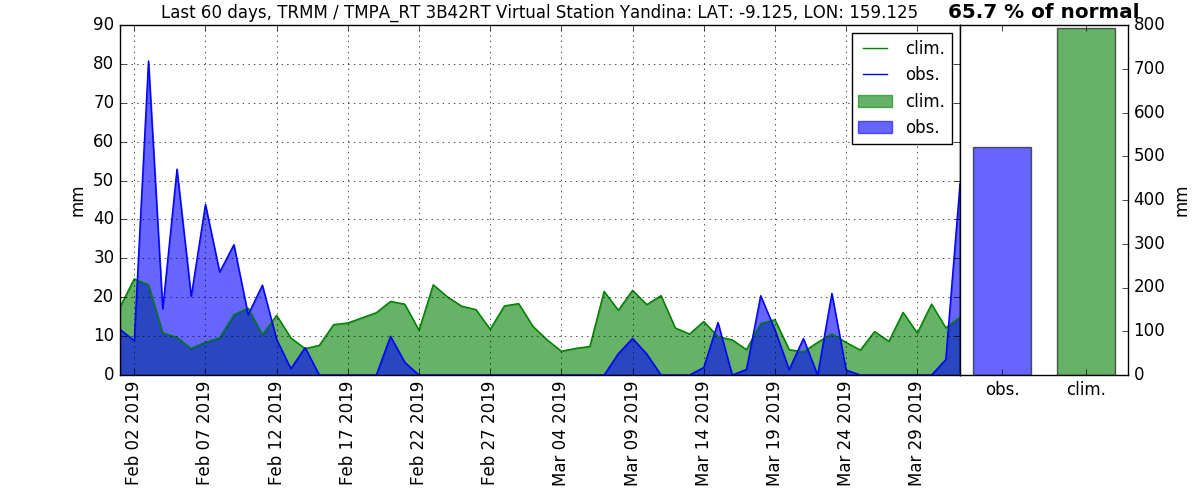 Last 60 days, TRMM / TMPA_RT 3B42RT Virtual Station Yandina: LAT: -9.125, LON: 159.125
65.7 % of normal
90
80
70
60
50
40
30
20
10
0
mm
clim.
obs.
clim.
obs.
Feb 02 2019
Feb 07 2019
Feb 12 2019
Feb 17 2019
Feb 22 2019
Feb 27 2019
Mar 04 2019
Mar 09 2019
Mar 14 2019
Mar 19 2019
Mar 24 2019
Mar 29 2019
800
700
600
500
400
300
200
100
0
mm
obs.
clim.